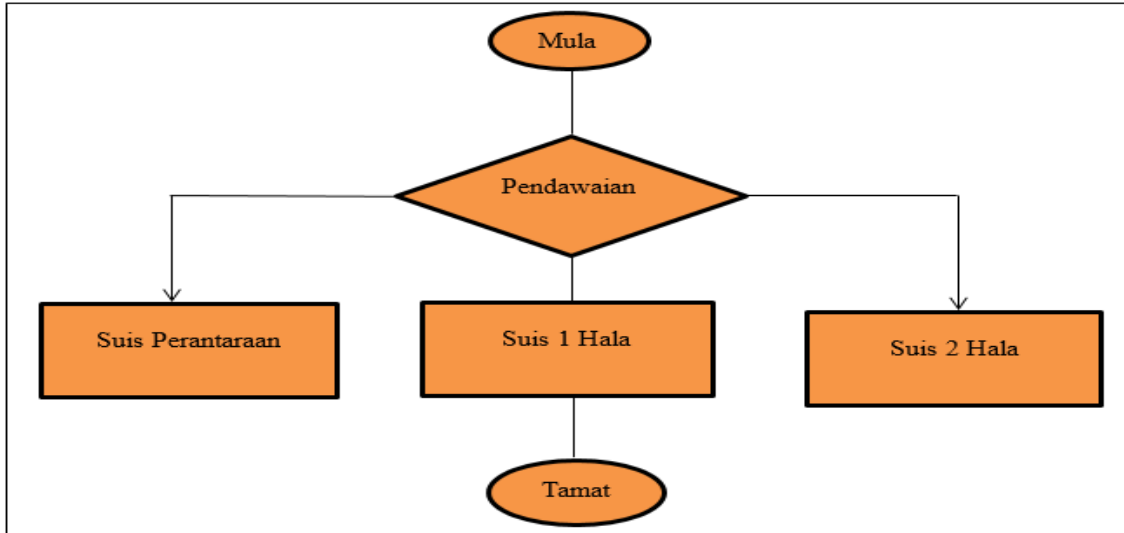 Mula
Pendawaian
Suis Perantaraan
Suis 1 Hala
Suis 2 Hala
Tamat